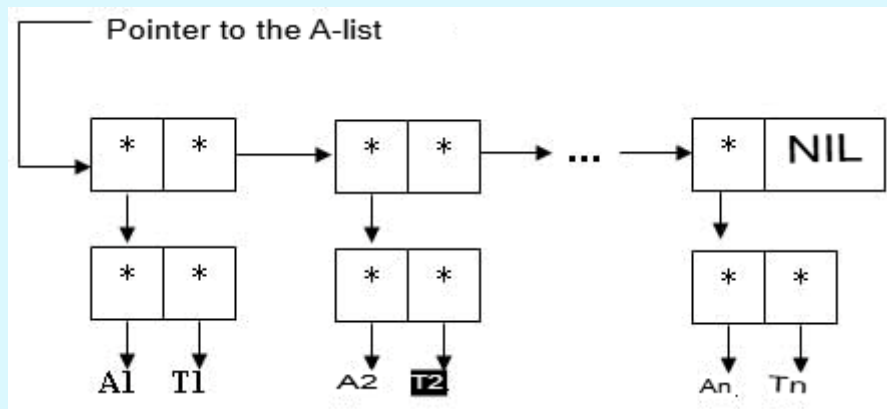 Pointer to the A-list
* * * * ... * NIL
* * * * * *
A1 T1 A2 T2 An. Tn